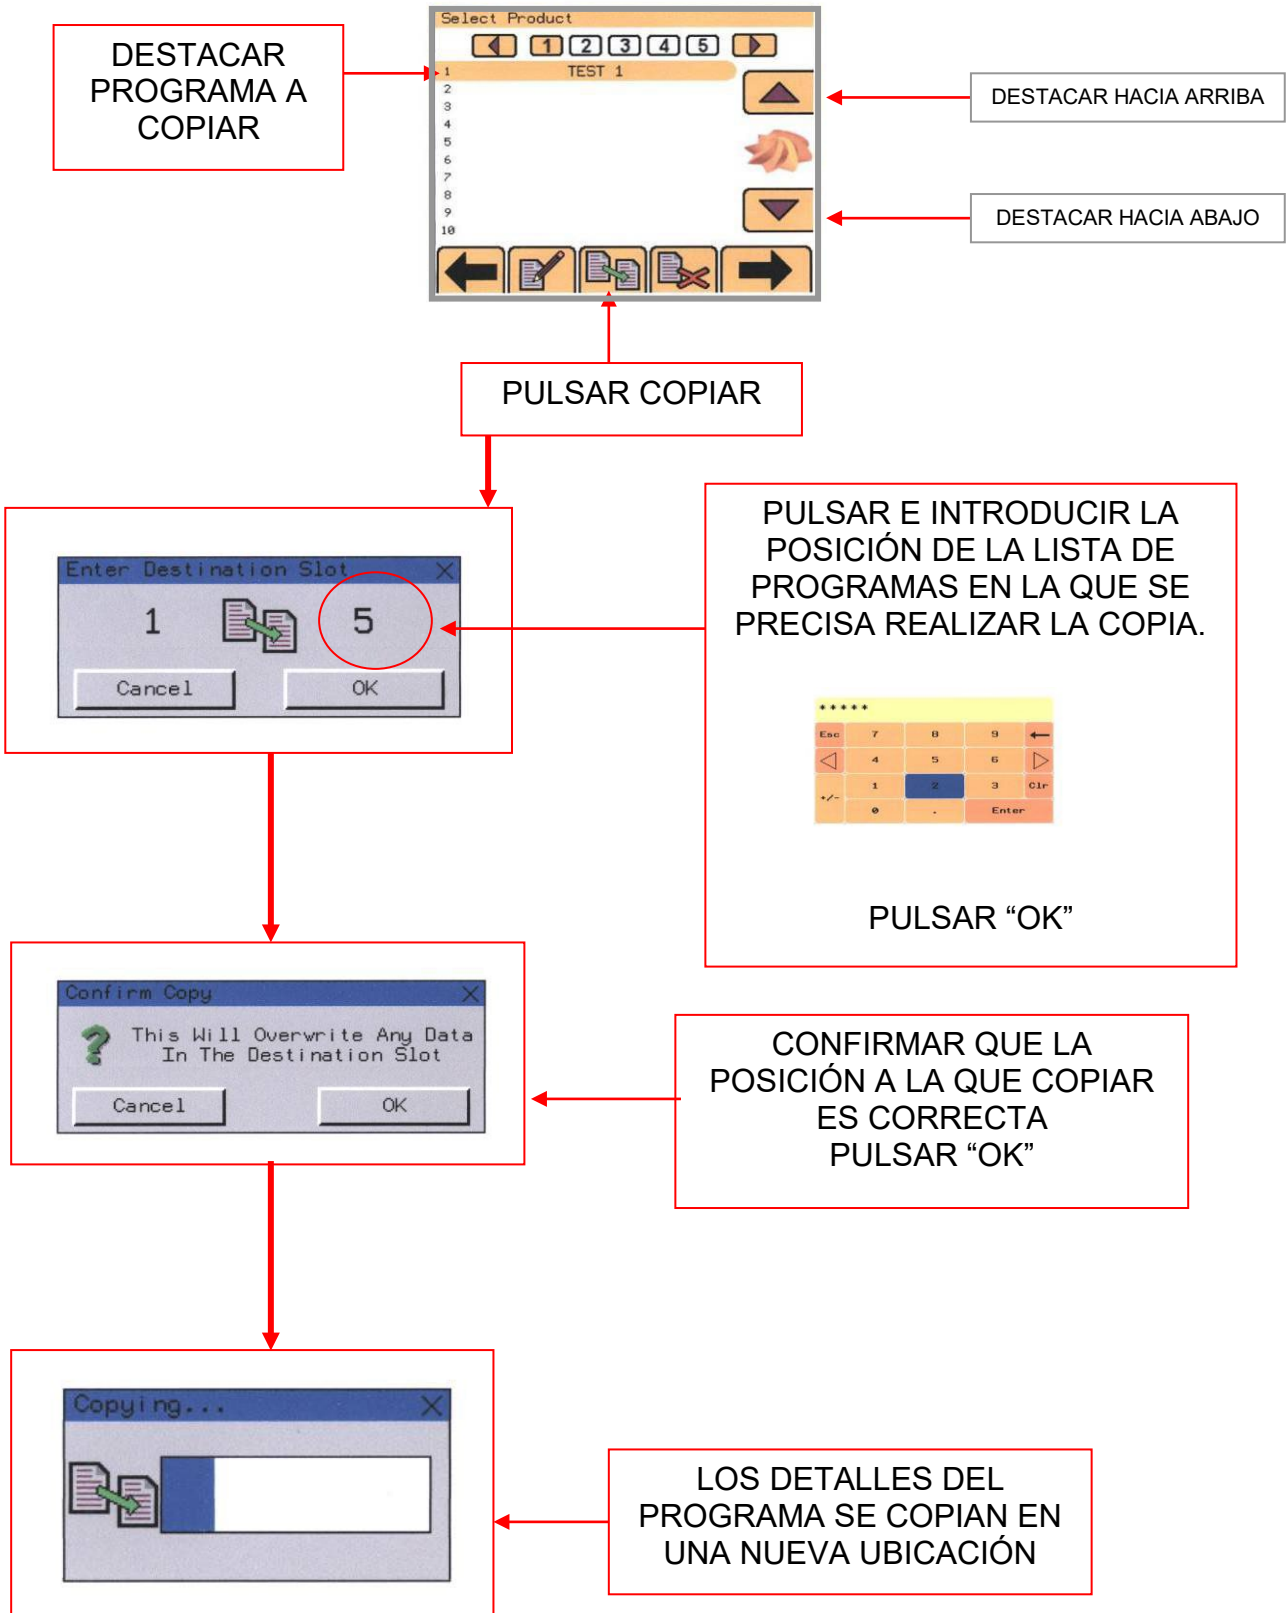 Select Product
1 2 3 4 5
DESTACAR
PROGRAMA A
COPIAR
1 TEST 1
2
3
4
5
6
7
8
9
10
DESTACAR HACIA ARRIBA
DESTACAR HACIA ABAJO
PULSAR COPIAR
Enter Destination Slot
1 5
Cancel OK
PULSAR E INTRODUCIR LA
POSICIÓN DE LA LISTA DE
PROGRAMAS EN LA QUE SE
PRECISA REALIZAR LA COPIA.
*****
Esc 7 8 9
4 5 6
+/- 1 2 3 Clr
0 . Enter
PULSAR “OK”
Confirm Copy
? This Will Overwrite Any Data
In The Destination Slot
Cancel OK
CONFIRMAR QUE LA
POSICIÓN A LA QUE COPIAR
ES CORRECTA
PULSAR “OK”
Copying...
LOS DETALLES DEL
PROGRAMA SE COPIAN EN
UNA NUEVA UBICACIÓN